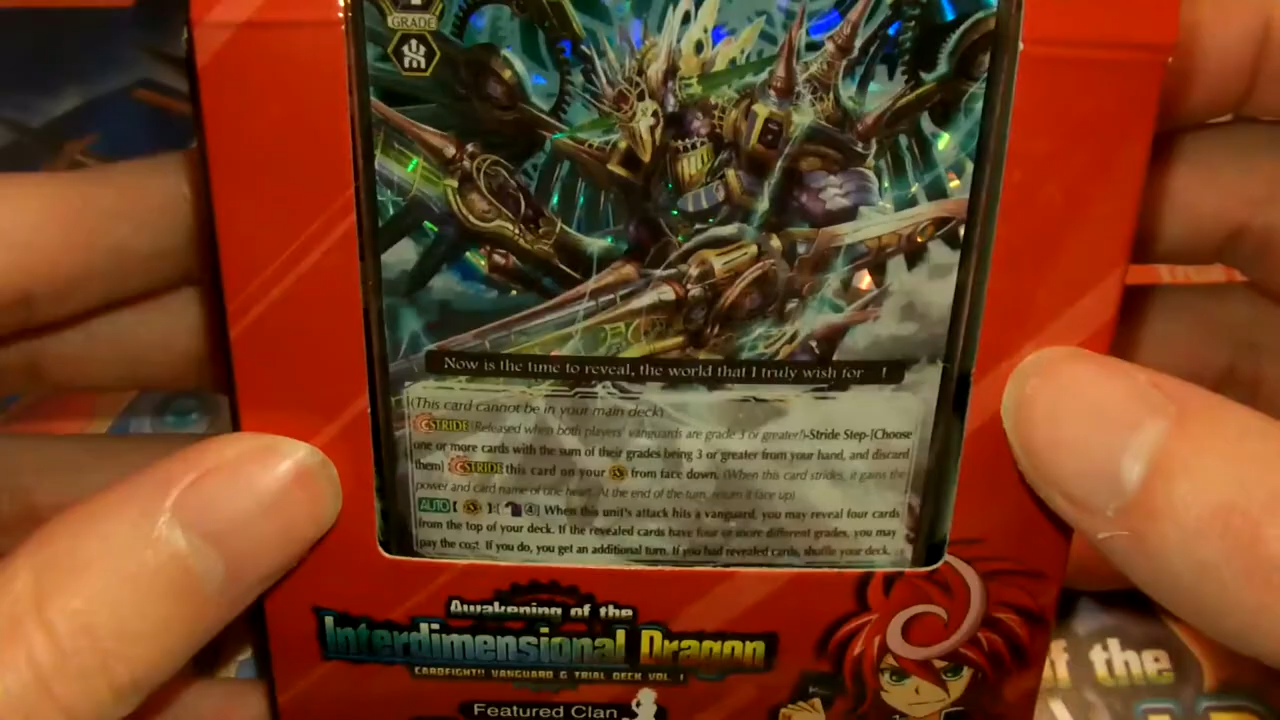 GRADE
Now is the time to reveal, the world that I truly wish for !
(This card cannot be in your main deck)
STRIDE (Released when both players' vanguards are grade 3 or greater!)-Stride Step-[Choose
one or more cards with the sum of their grades being 3 or greater from your hand, and discard
them] STRIDE this card on your from face down. (When this card strides, it gains the
power and card name of one heart. At the end of the turn, return it face up)
AUTO [ ]:[ 4] When this unit's attack hits a vanguard, you may reveal four cards
from the top of your deck. If the revealed cards have four or more different grades, you may
pay the cost. If you do, you get an additional turn. If you had revealed cards, shuffle your deck.
Awakening of the
Interdimensional Dragon
CARDFIGHT!! VANGUARD G TRIAL DECK VOL. 1
Featured Clan
f the